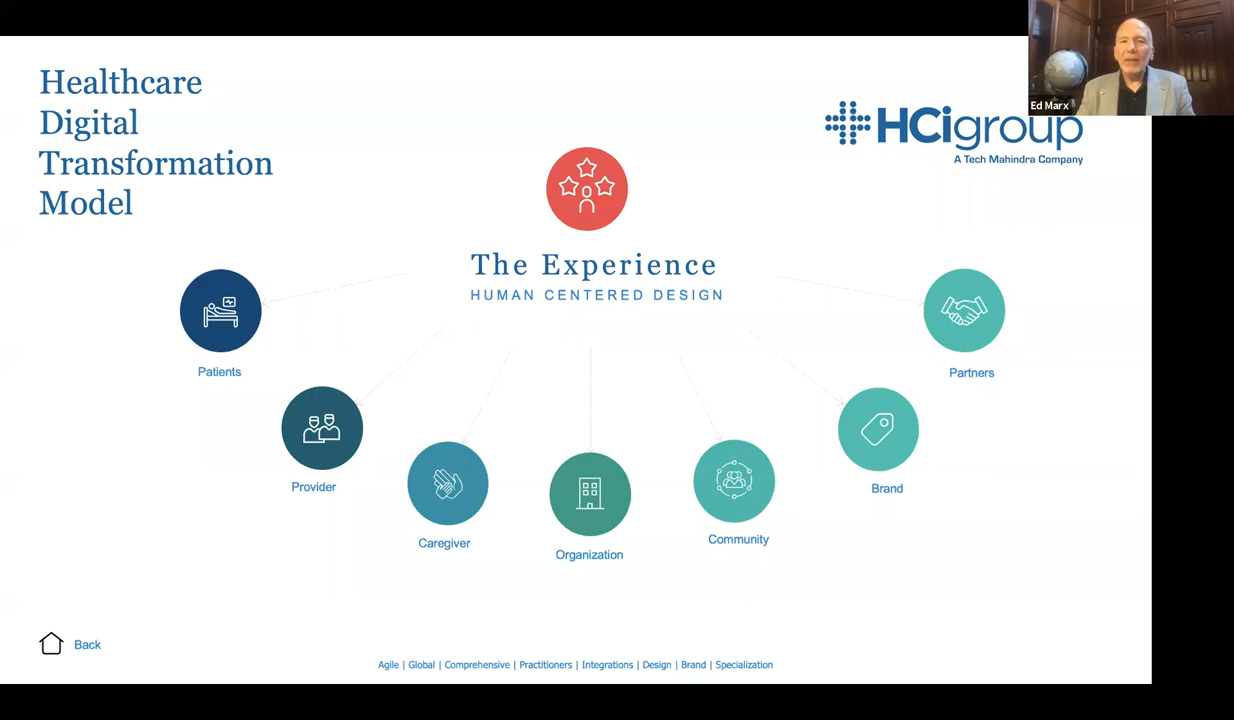 Healthcare
Digital
Transformation
Model
Ed Marx
HCigroup
A Tech Mahindra Company
The Experience
HUMAN CENTERED DESIGN
Patients
Partners
Provider
Brand
Caregiver
Community
Organization
Back
Agile | Global | Comprehensive | Practitioners | Integrations | Design | Brand | Specialization